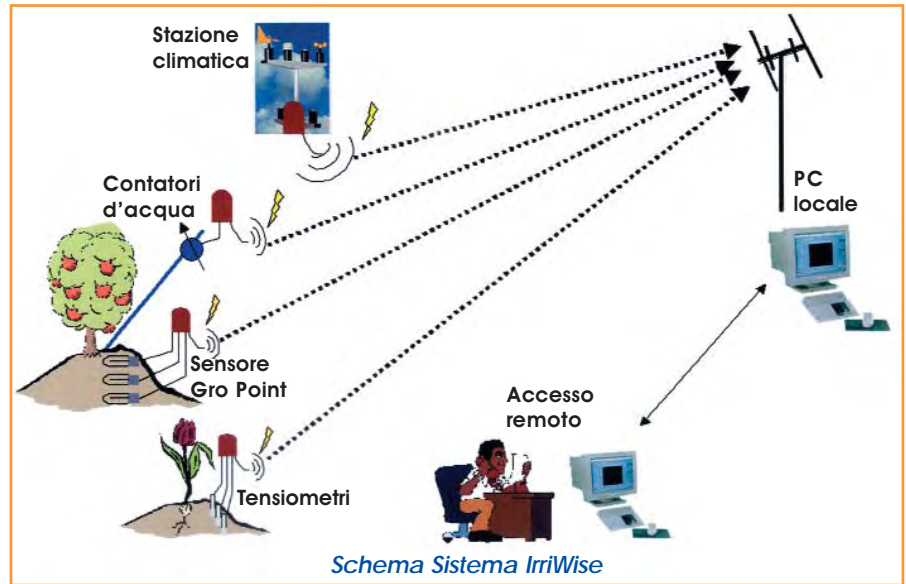 Stazione
climatica
Contatori
d'acqua
PC
locale
Sensore
Gro Point
Accesso
remoto
Tensiometri
Schema Sistema IrriWise